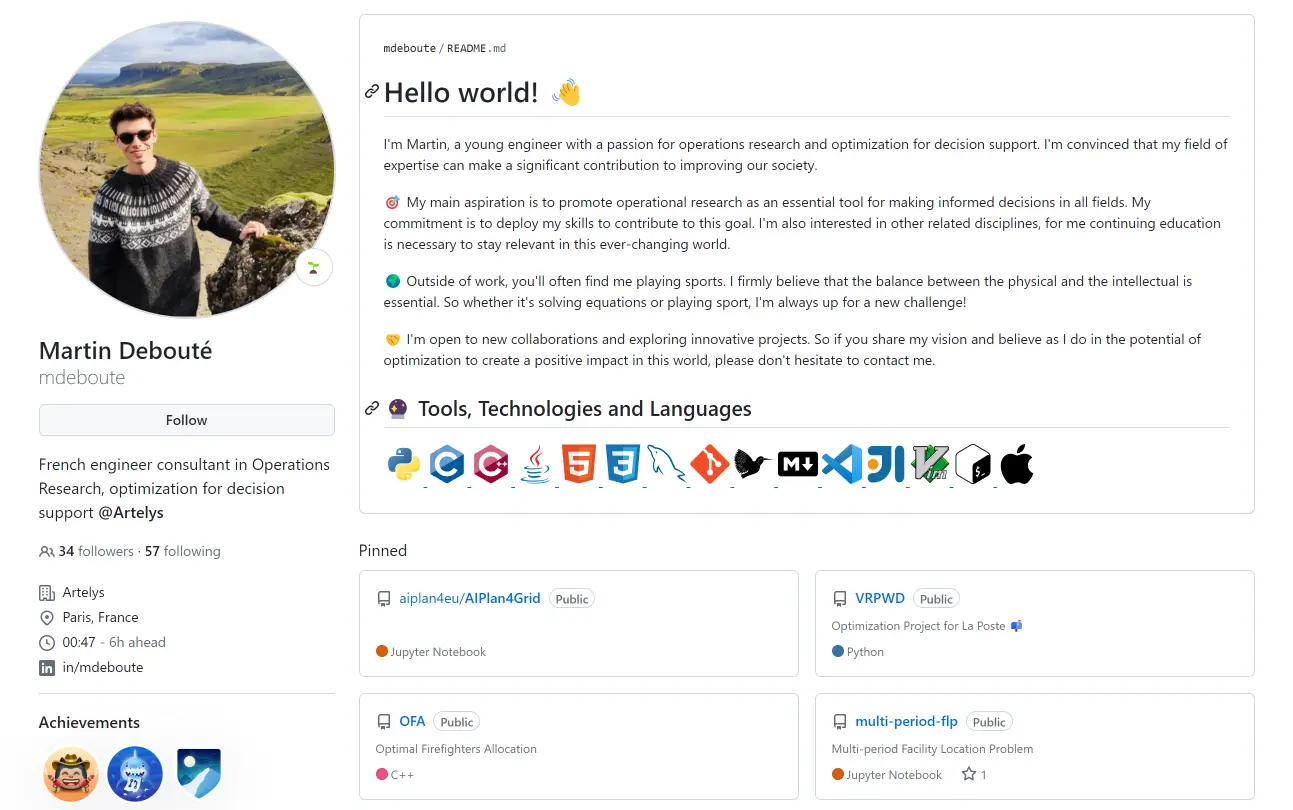 mdeboute/README.md
Hello world! 👋
I'm Martin, a young engineer with a passion for operations research and optimization for decision support. I'm convinced that my field of
expertise can make a significant contribution to improving our society.
🎯 My main aspiration is to promote operational research as an essential tool for making informed decisions in all fields. My
commitment is to deploy my skills to contribute to this goal. I'm also interested in other related disciplines, for me continuing education
is necessary to stay relevant in this ever-changing world.
🌍 Outside of work, you'll often find me playing sports. I firmly believe that the balance between the physical and the intellectual is
essential. So whether it's solving equations or playing sport, I'm always up for a new challenge!
🤝 I'm open to new collaborations and exploring innovative projects. So if you share my vision and believe as I do in the potential of
optimization to create a positive impact in this world, please don't hesitate to contact me.
🔮 Tools, Technologies and Languages
Martin Debouté
mdeboute
Follow
French engineer consultant in Operations
Research, optimization for decision
support @Artelys
34 followers · 57 following
Artelys
Paris, France
00:47 - 6h ahead
in/mdeboute
Achievements
Pinned
aiplan4eu/AIPlan4Grid Public
Jupyter Notebook
VRPWD Public
Optimization Project for La Poste 📬
Python
OFA Public
Optimal Firefighters Allocation
C++
multi-period-flp Public
Multi-period Facility Location Problem
Jupyter Notebook 1